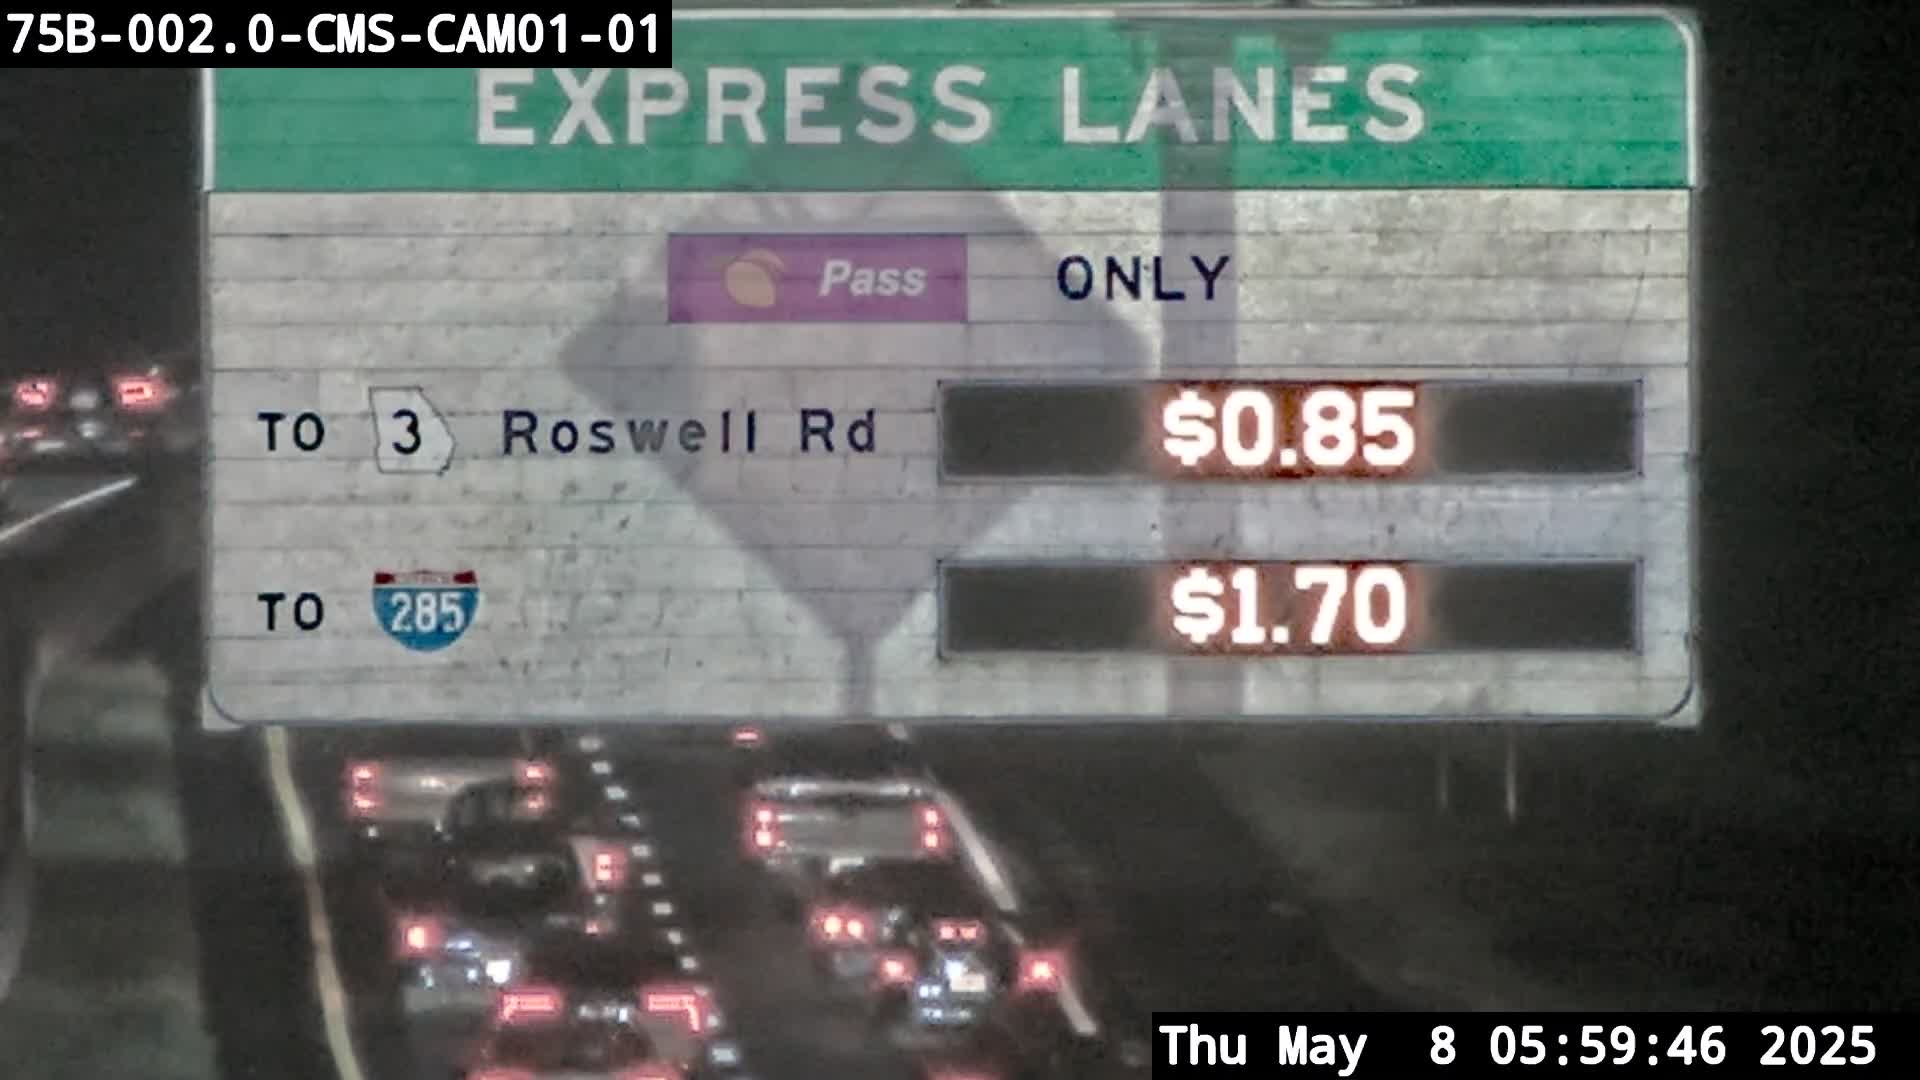 75B-002.0-CMS-CAM01-01
EXPRESS LANES
Pass ONLY
TO 3 Roswell Rd $0.85
TO 285 $1.70
Thu May 8 05:59:46 2025